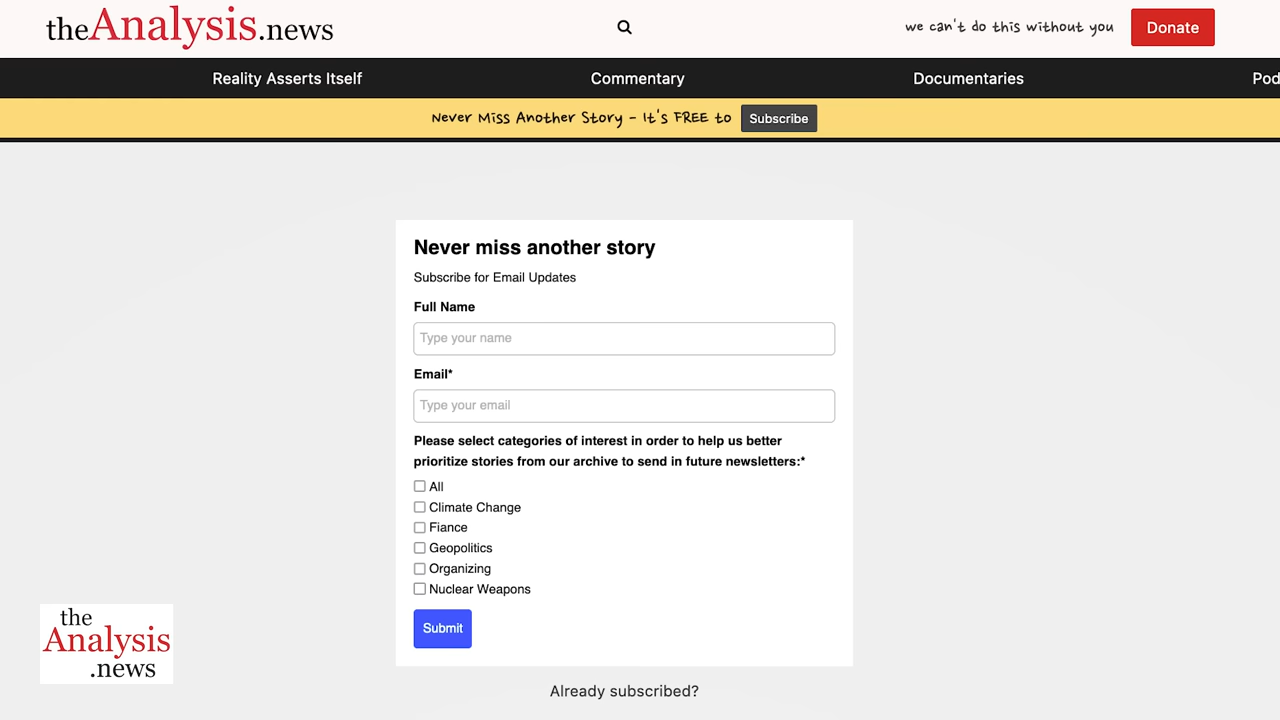 theAnalysis.news
we can't do this without you
Donate
Reality Asserts Itself
Commentary
Documentaries
Pod
Never Miss Another Story - It's FREE to
Subscribe
Never miss another story
Subscribe for Email Updates
Full Name
Type your name
Email*
Type your email
Please select categories of interest in order to help us better
prioritize stories from our archive to send in future newsletters:*
All
Climate Change
Fiance
Geopolitics
Organizing
Nuclear Weapons
Submit
Already subscribed?
the
Analysis
.news